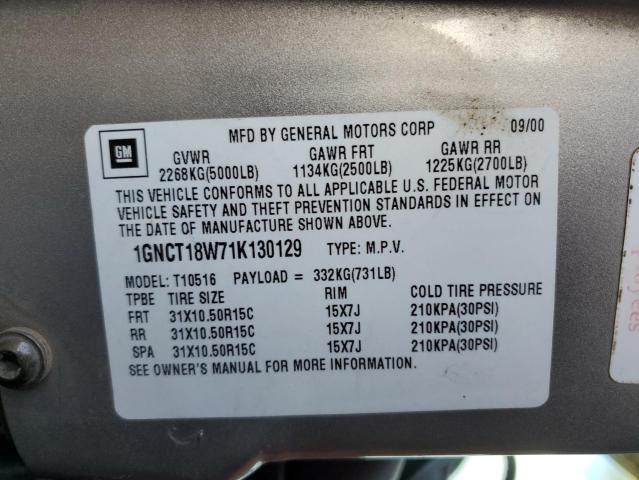 GM
MFD BY GENERAL MOTORS CORP 09/00
GVWR GAWR FRT GAWR RR
2268KG(5000LB) 1134KG(2500LB) 1225KG(2700LB)
THIS VEHICLE CONFORMS TO ALL APPLICABLE U.S. FEDERAL MOTOR
VEHICLE SAFETY AND THEFT PREVENTION STANDARDS IN EFFECT ON
THE DATE OF MANUFACTURE SHOWN ABOVE.
1GNCT18W71K130129 TYPE: M.P.V.
MODEL: T10516 PAYLOAD = 332KG(731LB)
TPBE TIRE SIZE RIM COLD TIRE PRESSURE
FRT 31X10.50R15C 15X7J 210KPA(30PSI)
RR 31X10.50R15C 15X7J 210KPA(30PSI)
SPA 31X10.50R15C 15X7J 210KPA(30PSI)
SEE OWNER'S MANUAL FOR MORE INFORMATION.